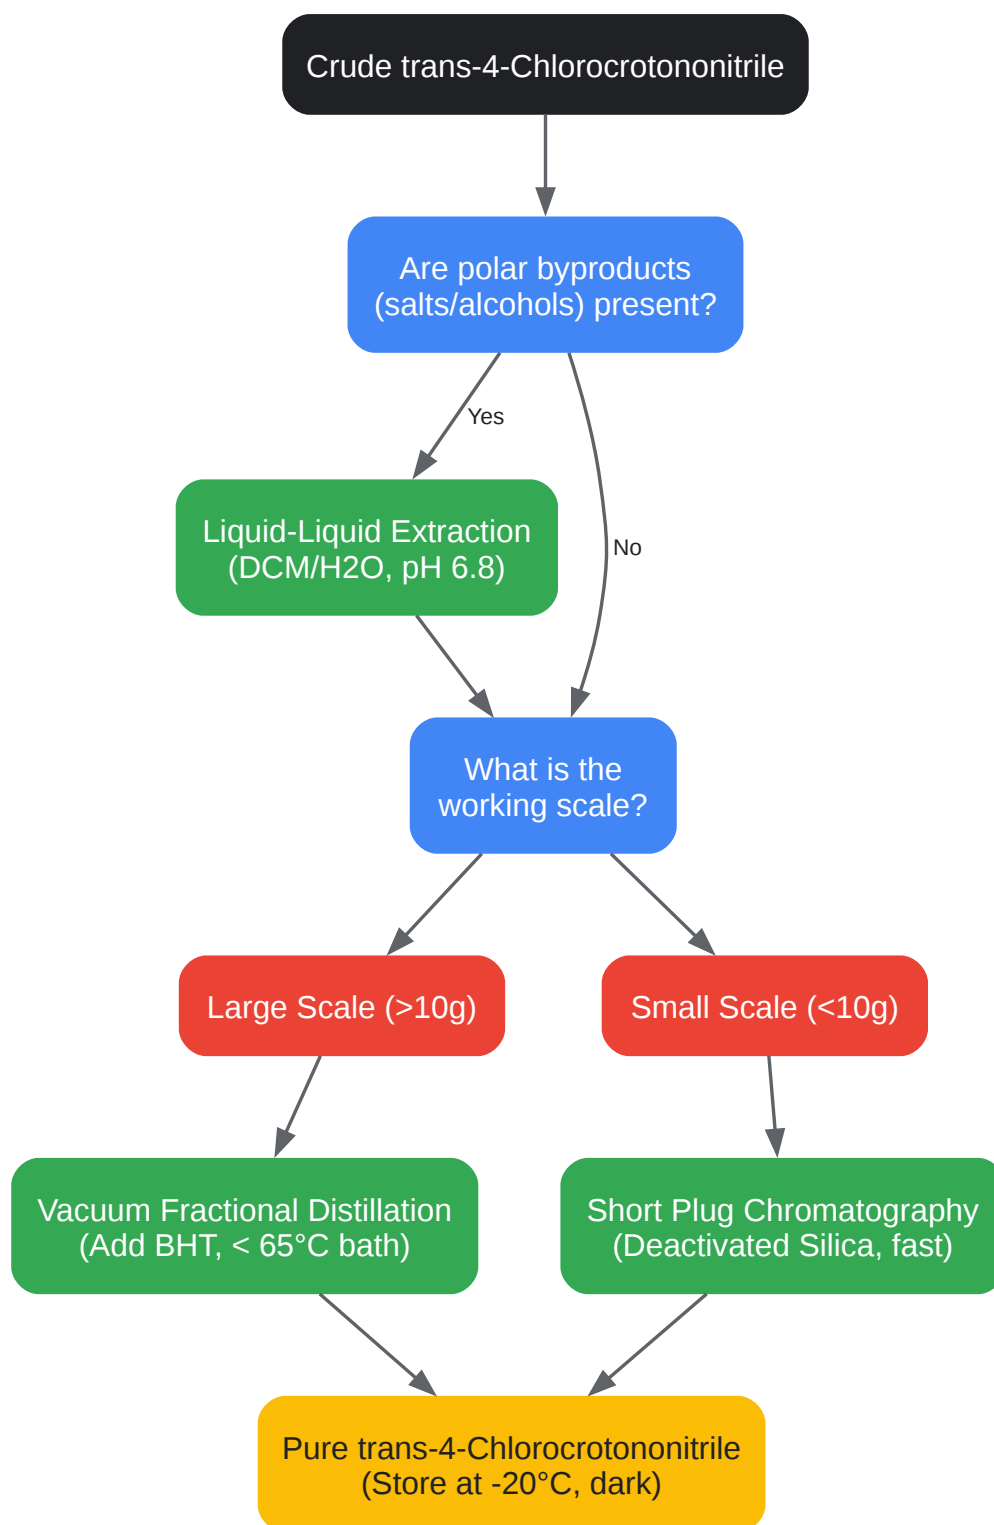 Crude trans-4-Chlorocrotononitrile
Are polar byproducts
(salts/alcohols) present?
Yes
Liquid-Liquid Extraction
(DCM/H2O, pH 6.8)
No
What is the
working scale?
Large Scale (>10g)
Small Scale (<10g)
Vacuum Fractional Distillation
(Add BHT, < 65°C bath)
Short Plug Chromatography
(Deactivated Silica, fast)
Pure trans-4-Chlorocrotononitrile
(Store at -20°C, dark)